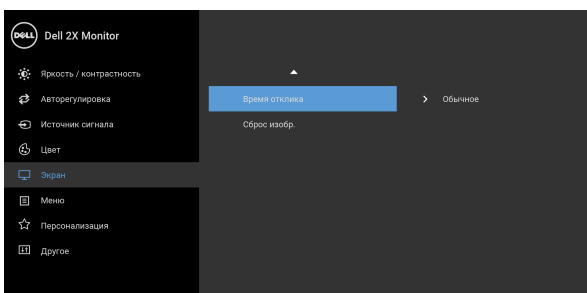 DELL Dell 2X Monitor
Яркость / контрастность
Авторегулировка
Время отклика
Обычное
Источник сигнала
Сброс изобр.
Цвет
Экран
Меню
Персонализация
Другое